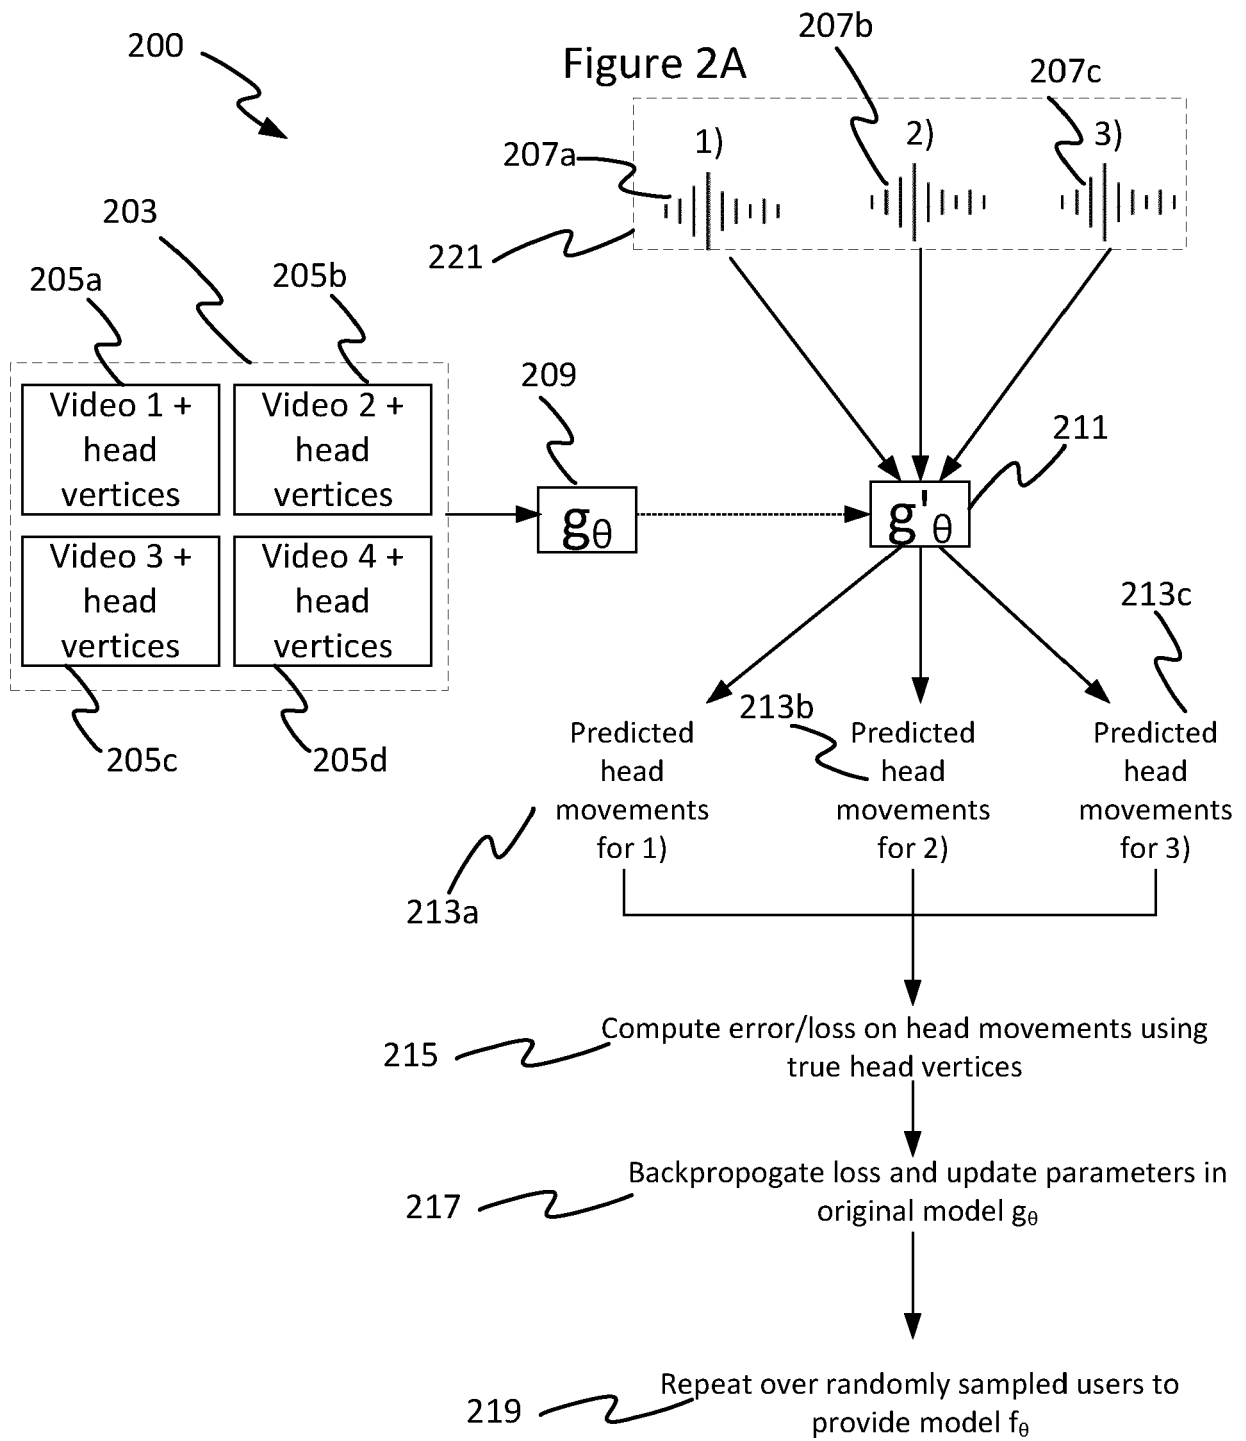 207b
200
Figure 2A
207c
1)
2)
3)
207a
203
221
205a
205b
Video 1 +
head
vertices
Video 2 +
head
vertices
209
211
gθ
g'θ
Video 3 +
head
vertices
Video 4 +
head
vertices
213c
213b
205c
205d
Predicted
head
movements
for 1)
Predicted
head
movements
for 2)
Predicted
head
movements
for 3)
213a
215
Compute error/loss on head movements using
true head vertices
217
Backpropogate loss and update parameters in
original model gθ
219
Repeat over randomly sampled users to
provide model fθ